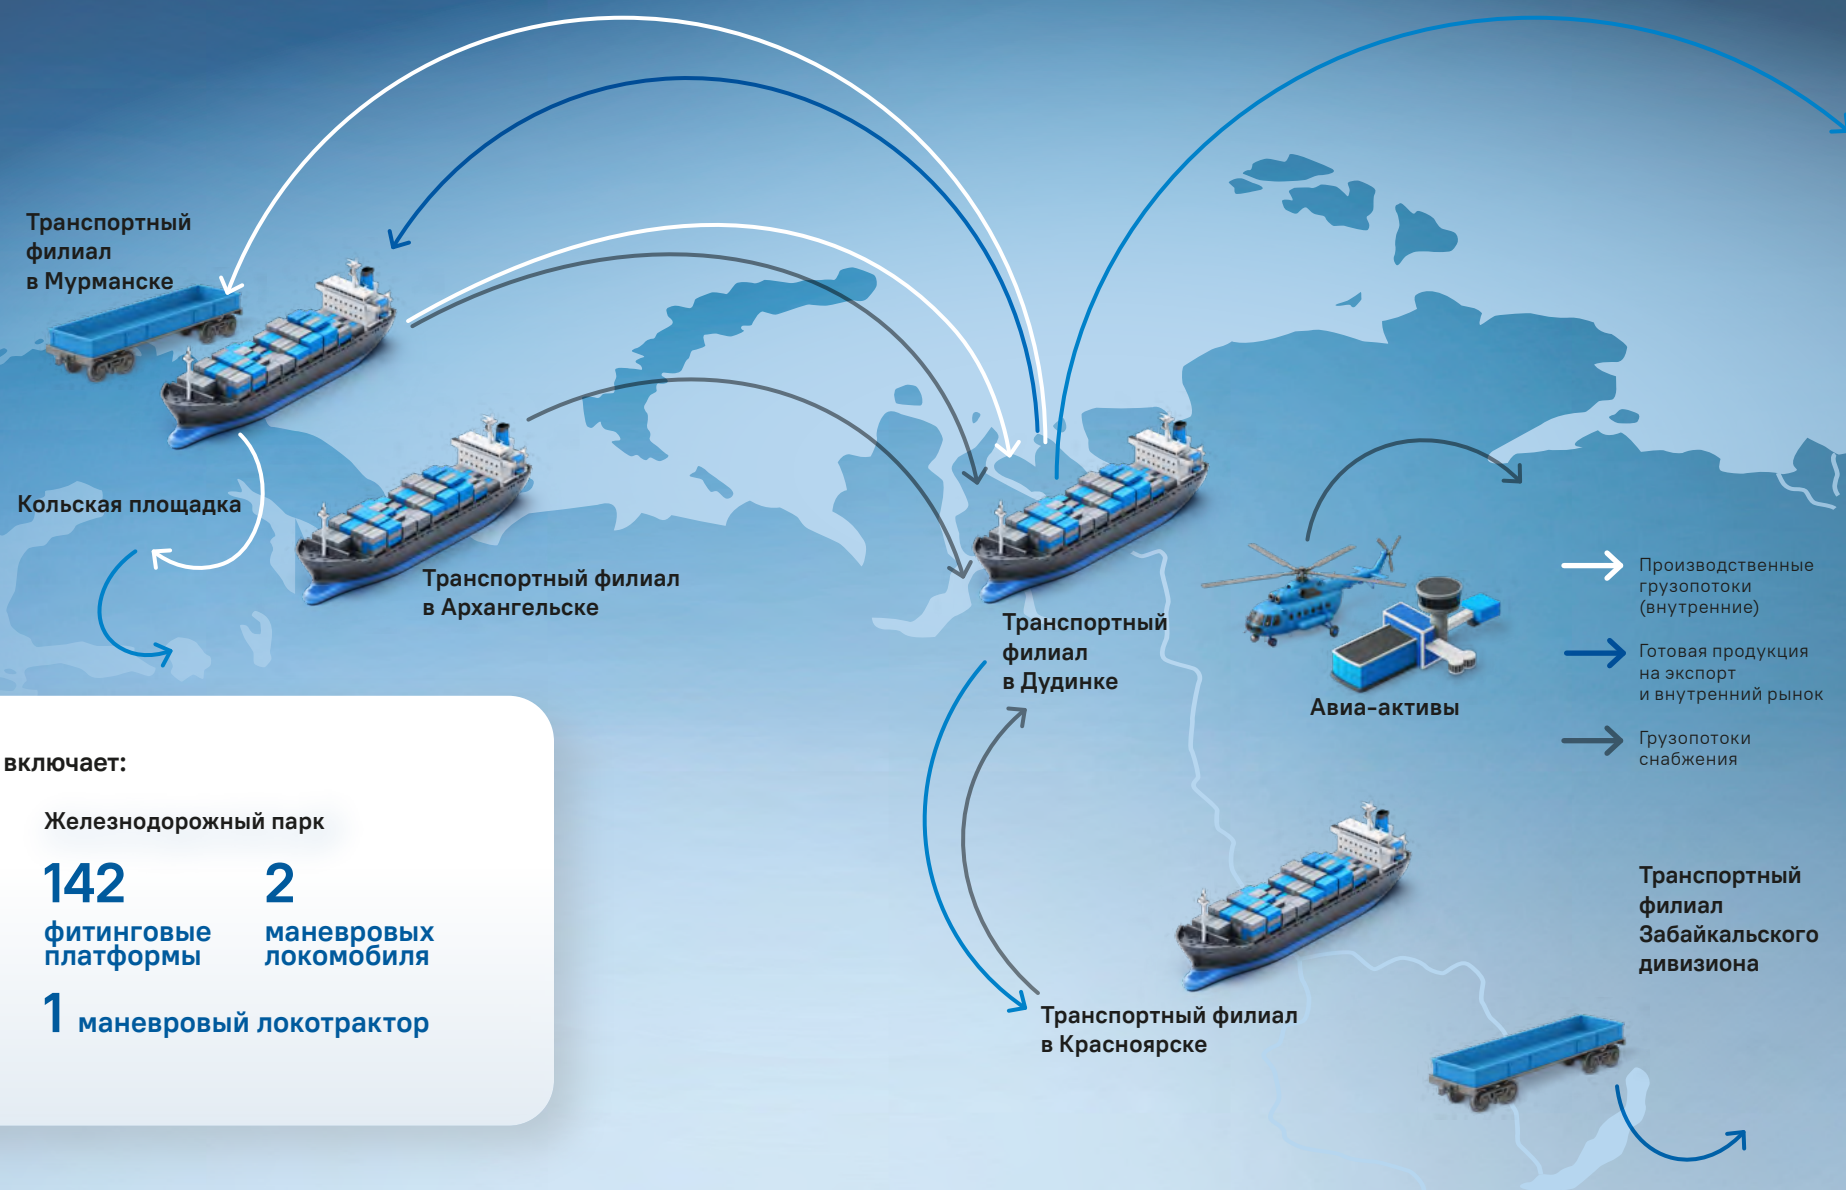 Транспортный
филиал
в Мурманске
Кольская площадка
Транспортный филиал
в Архангельске
Транспортный
филиал
в Дудинке
Авиа-активы
Производственные
грузопотоки
(внутренние)
Готовая продукция
на экспорт
и внутренний рынок
Грузопотоки
снабжения
включает:
Железнодорожный парк
142
фитинговые
платформы
2
маневровых
локомобиля
1 маневровый локотрактор
Транспортный филиал
в Красноярске
Транспортный
филиал
Забайкальского
дивизиона